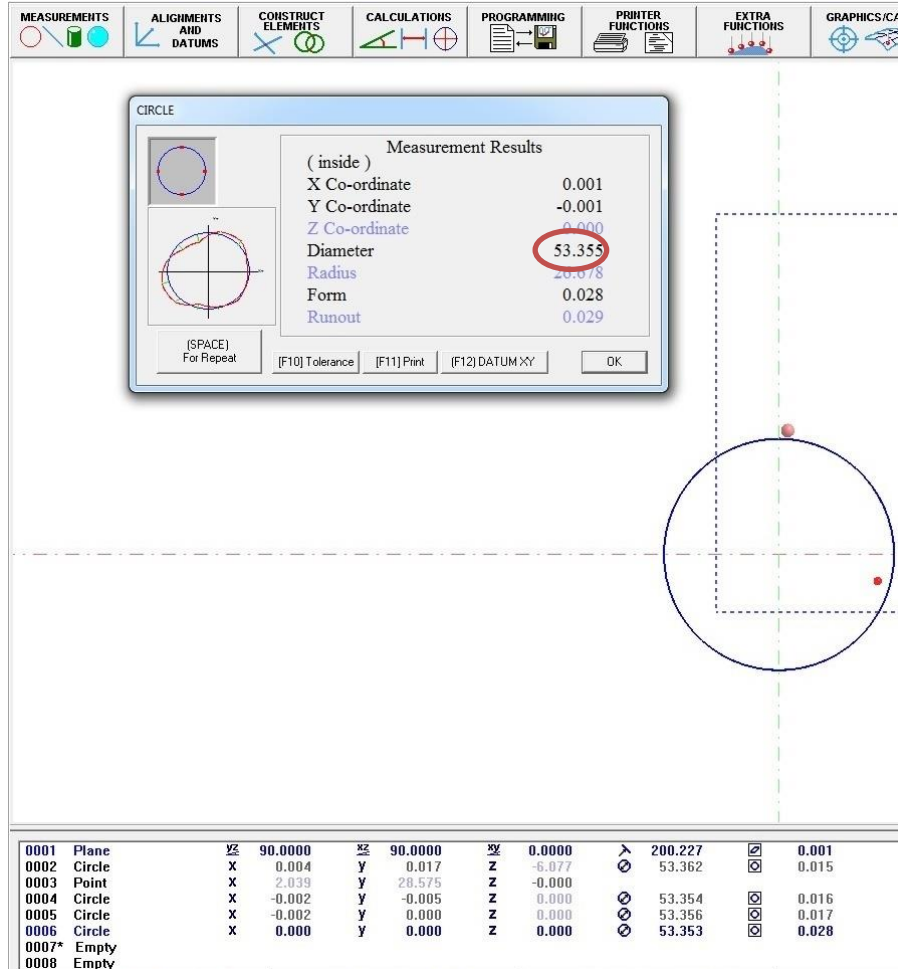 MEASUREMENTS
ALIGNMENTS
AND
DATUMS
CONSTRUCT
ELEMENTS
CALCULATIONS
PROGRAMMING
PRINTER
FUNCTIONS
EXTRA
FUNCTIONS
GRAPHICS/CA
CIRCLE
Measurement Results
( inside )
X Co-ordinate 0.001
Y Co-ordinate -0.001
Z Co-ordinate 0.000
Diameter 53.355
Radius 26.678
Form 0.028
Runout 0.029
(SPACE)
For Repeat
[F10] Tolerance
[F11] Print
(F12) DATUM XY
OK
0001 Plane yz 90.0000 xz 90.0000 xy 0.0000 200.227 0.001
0002 Circle x 0.004 y 0.017 z -6.077 53.362 0.015
0003 Point x 2.039 y 28.575 z -0.000
0004 Circle x -0.002 y -0.005 z 0.000 53.354 0.016
0005 Circle x -0.002 y 0.000 z 0.000 53.356 0.017
0006 Circle x 0.000 y 0.000 z 0.000 53.353 0.028
0007* Empty
0008 Empty